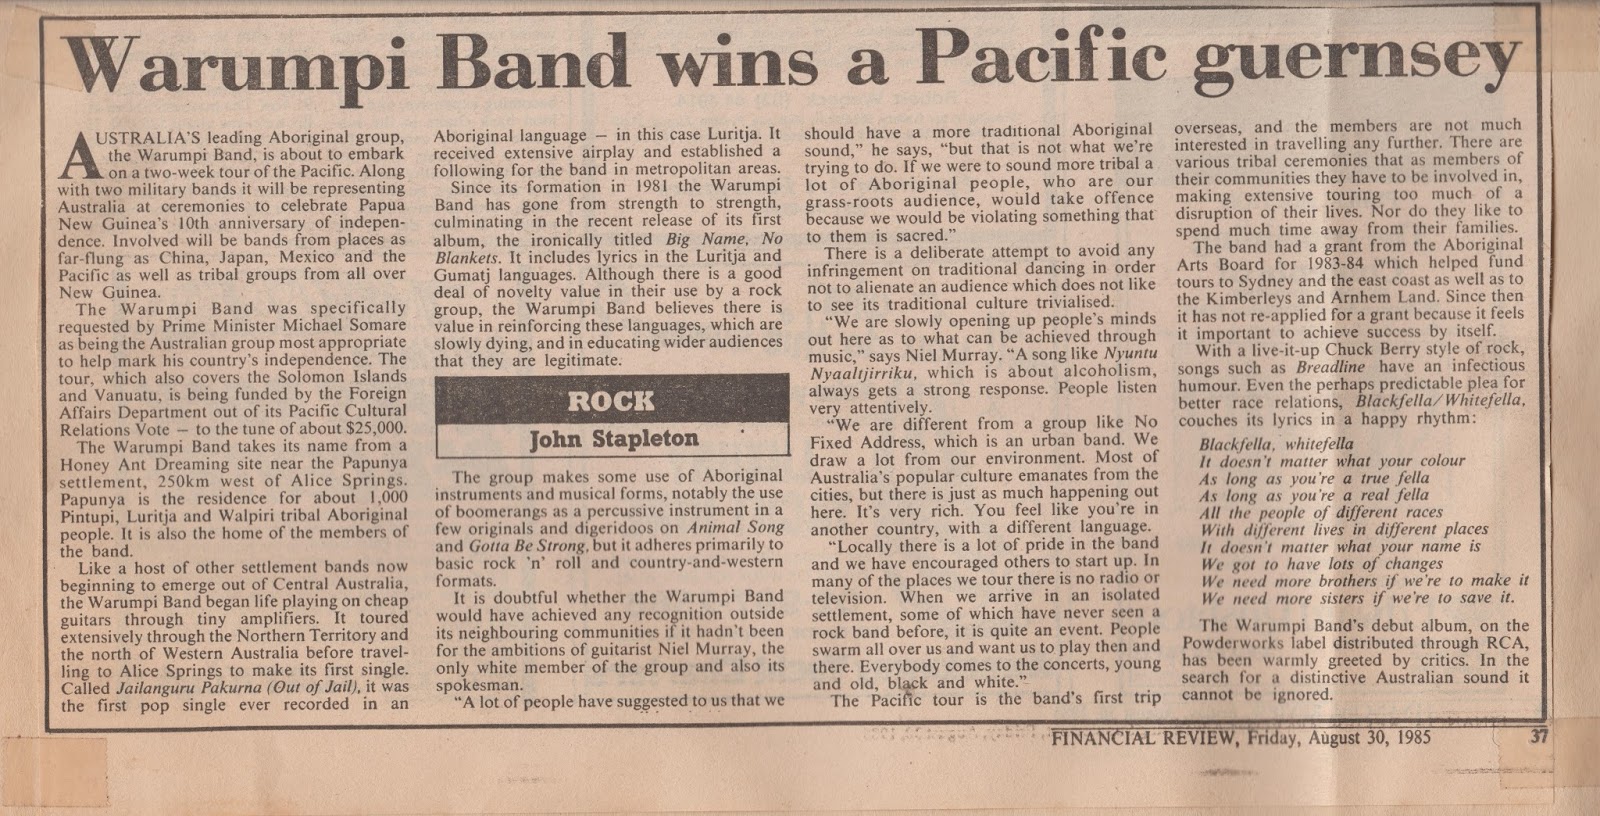 Warumpi Band wins a Pacific guernsey
AUSTRALIA'S leading Aboriginal group,
the Warumpi Band, is about to embark
on a two-week tour of the Pacific. Along
with two military bands it will be representing
Australia at ceremonies to celebrate Papua
New Guinea's 10th anniversary of indepen-
dence. Involved will be bands from places as
far-flung as China, Japan, Mexico and the
Pacific as well as tribal groups from all over
New Guinea.
The Warumpi Band was specifically
requested by Prime Minister Michael Somare
as being the Australian group most appropriate
to help mark his country's independence. The
tour, which also covers the Solomon Islands
and Vanuatu, is being funded by the Foreign
Affairs Department out of its Pacific Cultural
Relations Vote — to the tune of about $25,000.
The Warumpi Band takes its name from a
Honey Ant Dreaming site near the Papunya
settlement, 250km west of Alice Springs.
Papunya is the residence for about 1,000
Pintupi, Luritja and Walpiri tribal Aboriginal
people. It is also the home of the members of
the band.
Like a host of other settlement bands now
beginning to emerge out of Central Australia,
the Warumpi Band began life playing on cheap
guitars through tiny amplifiers. It toured
extensively through the Northern Territory and
the north of Western Australia before travel-
ling to Alice Springs to make its first single.
Called Jailanguru Pakurna (Out of Jail), it was
the first pop single ever recorded in an
Aboriginal language — in this case Luritja. It
received extensive airplay and established a
following for the band in metropolitan areas.
Since its formation in 1981 the Warumpi
Band has gone from strength to strength,
culminating in the recent release of its first
album, the ironically titled Big Name, No
Blankets. It includes lyrics in the Luritja and
Gumatj languages. Although there is a good
deal of novelty value in their use by a rock
group, the Warumpi Band believes there is
value in reinforcing these languages, which are
slowly dying, and in educating wider audiences
that they are legitimate.
ROCK
John Stapleton
The group makes some use of Aboriginal
instruments and musical forms, notably the use
of boomerangs as a percussive instrument in a
few originals and digeridoos on Animal Song
and Gotta Be Strong, but it adheres primarily to
basic rock 'n' roll and country-and-western
formats.
It is doubtful whether the Warumpi Band
would have achieved any recognition outside
its neighbouring communities if it hadn't been
for the ambitions of guitarist Niel Murray, the
only white member of the group and also its
spokesman.
"A lot of people have suggested to us that we
should have a more traditional Aboriginal
sound," he says, "but that is not what we're
trying to do. If we were to sound more tribal a
lot of Aboriginal people, who are our
grass-roots audience, would take offence
because we would be violating something that
to them is sacred."
There is a deliberate attempt to avoid any
infringement on traditional dancing in order
not to alienate an audience which does not like
to see its traditional culture trivialised.
"We are slowly opening up people's minds
out here as to what can be achieved through
music," says Niel Murray. "A song like Nyuntu
Nyaaltjirriku, which is about alcoholism,
always gets a strong response. People listen
very attentively.
"We are different from a group like No
Fixed Address, which is an urban band. We
draw a lot from our environment. Most of
Australia's popular culture emanates from the
cities, but there is just as much happening out
here. It's very rich. You feel like you're in
another country, with a different language.
"Locally there is a lot of pride in the band
and we have encouraged others to start up. In
many of the places we tour there is no radio or
television. When we arrive in an isolated
settlement, some of which have never seen a
rock band before, it is quite an event. People
swarm all over us and want us to play then and
there. Everybody comes to the concerts, young
and old, black and white."
The Pacific tour is the band's first trip
overseas, and the members are not much
interested in travelling any further. There are
various tribal ceremonies that as members of
their communities they have to be involved in,
making extensive touring too much of a
disruption of their lives. Nor do they like to
spend much time away from their families.
The band had a grant from the Aboriginal
Arts Board for 1983-84 which helped fund
tours to Sydney and the east coast as well as to
the Kimberleys and Arnhem Land. Since then
it has not re-applied for a grant because it feels
it important to achieve success by itself.
With a live-it-up Chuck Berry style of rock,
songs such as Breadline have an infectious
humour. Even the perhaps predictable plea for
better race relations, Blackfella/Whitefella,
couches its lyrics in a happy rhythm:
Blackfella, whitefella
It doesn't matter what your colour
As long as you're a true fella
As long as you're a real fella
All the people of different races
With different lives in different places
It doesn't matter what your name is
We got to have lots of changes
We need more brothers if we're to make it
We need more sisters if we're to save it.
The Warumpi Band's debut album, on the
Powderworks label distributed through RCA,
has been warmly greeted by critics. In the
search for a distinctive Australian sound it
cannot be ignored.
FINANCIAL REVIEW, Friday, August 30, 1985 37